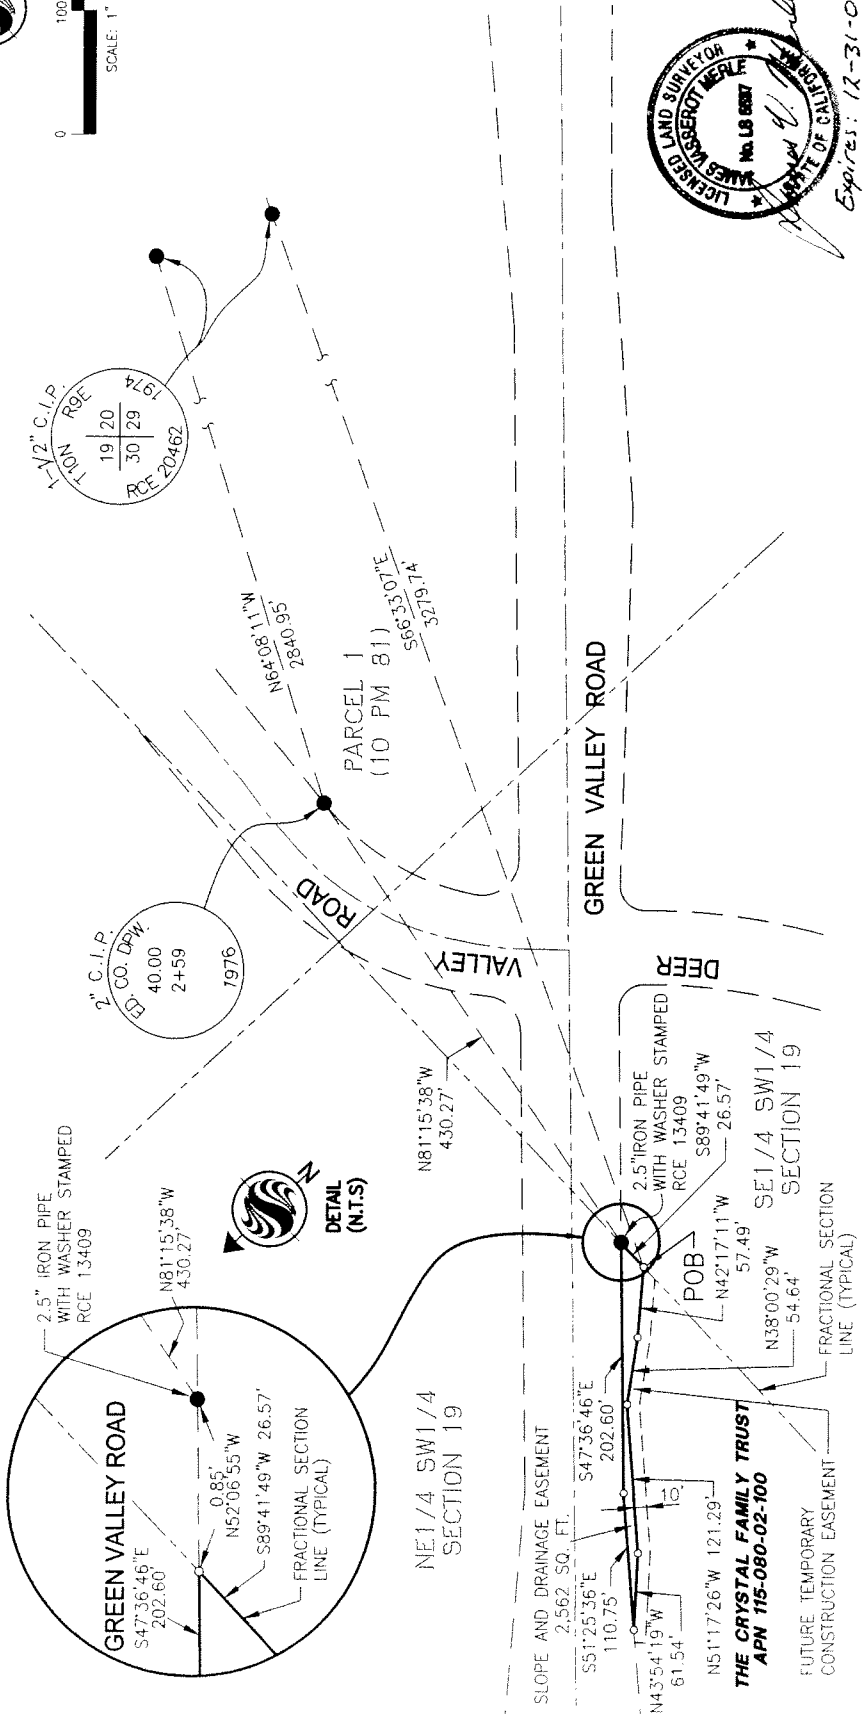 0
100
SCALE: 1"
LICENSED LAND SURVEYOR
JAMES VASSEROT MERLE
No. LS
STATE OF CALIFORNIA
Expires: 12-31-0
1-1/2" C.I.P.
T10N R9E
19 20
30 29
1974
RCE 20462
N64°08'11"W
2840.95'
S66°33'07"E
3279.74'
PARCEL 1
(10 PM 81)
2" C.I.P.
ED. CO. DPW.
40.00
2+59
1976
ROAD
VALLEY
DEER
GREEN VALLEY ROAD
N81°15'38"W
430.27'
2.5" IRON PIPE
WITH WASHER STAMPED
RCE 13409
N81°15'38"W
430.27'
N
DETAIL
(N.T.S)
GREEN VALLEY ROAD
S47°36'46"E
202.60'
0.85'
N52°06'55"W
S89°41'49"W 26.57'
FRACTIONAL SECTION
LINE (TYPICAL)
NE1/4 SW1/4
SECTION 19
2.5"IRON PIPE
WITH WASHER STAMPED
RCE 13409
S89°41'49"W
26.57'
SE1/4 SW1/4
SECTION 19
POB
N42°17'11"W
57.49'
N38°00'29"W
54.64'
FRACTIONAL SECTION
LINE (TYPICAL)
SLOPE AND DRAINAGE EASEMENT
2,562 SQ. FT.
S47°36'46"E
202.60'
S51°25'36"E
110.75'
10'
N43°54'19"W
61.54'
N51°17'26"W 121.29'
THE CRYSTAL FAMILY TRUST
APN 115-080-02-100
FUTURE TEMPORARY
CONSTRUCTION EASEMENT